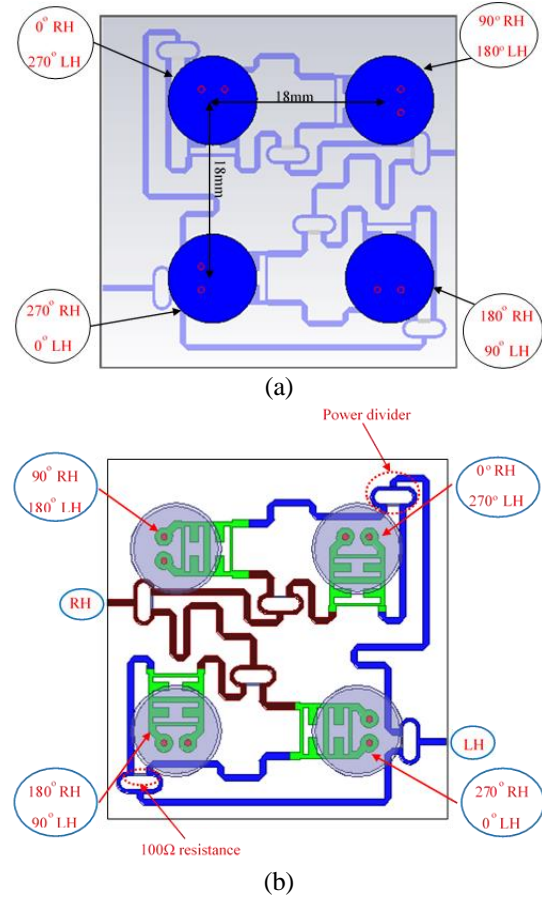 0° RH
270° LH
90° RH
180° LH
18mm
18mm
270° RH
0° LH
180° RH
90° LH
(a)
Power divider
90° RH
180° LH
0° RH
270° LH
RH
LH
180° RH
90° LH
270° RH
0° LH
100Ω resistance
(b)